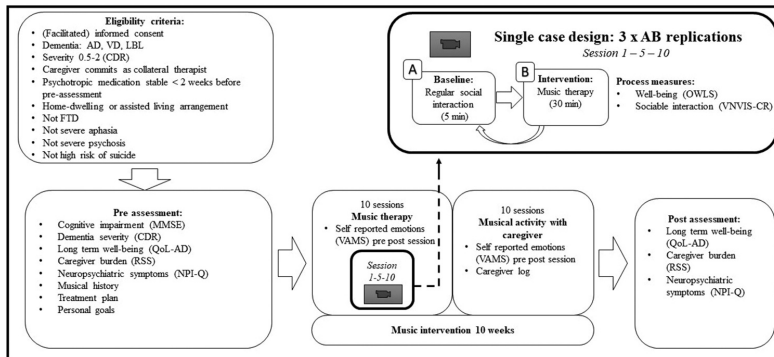 Eligibility criteria:
• (Facilitated) informed consent
• Dementia: AD, VD, LBL
• Severity 0.5-2 (CDR)
• Caregiver commits as collateral therapist
• Psychotropic medication stable < 2 weeks before
pre-assessment
• Home-dwelling or assisted living arrangement
• Not FTD
• Not severe aphasia
• Not severe psychosis
• Not high risk of suicide
Single case design: 3 x AB replications
Session 1 – 5 – 10
A
Baseline:
Regular social
interaction
(5 min)
B
Intervention:
Music therapy
(30 min)
Process measures:
• Well-being (OWLS)
• Sociable interaction (VNVIS-CR)
Pre assessment:
• Cognitive impairment (MMSE)
• Dementia severity (CDR)
• Long term well-being (QoL-AD)
• Caregiver burden (RSS)
• Neuropsychiatric symptoms (NPI-Q)
• Musical history
• Treatment plan
• Personal goals
10 sessions
Music therapy
• Self reported emotions
(VAMS) pre post session
Session
1-5-10
10 sessions
Musical activity with
caregiver
• Self reported emotions
(VAMS) pre post session
• Caregiver log
Music intervention 10 weeks
Post assessment:
• Long term well-being
(QoL-AD)
• Caregiver burden
(RSS)
• Neuropsychiatric
symptoms (NPI-Q)